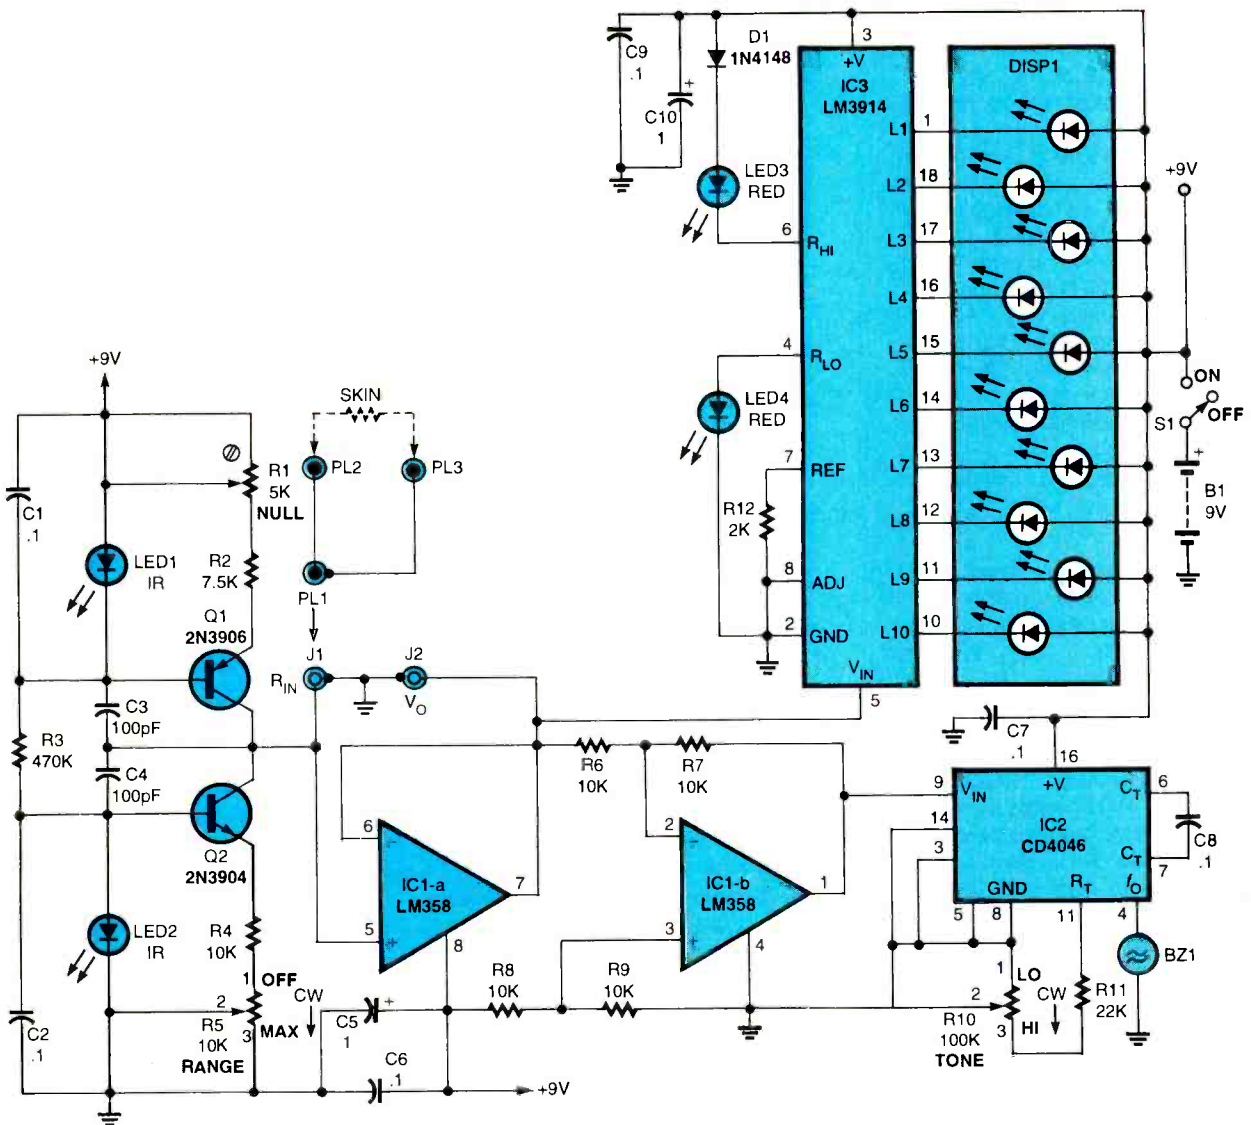 C9
.1
C10
1
+
D1
1N4148
3
+V
IC3
LM3914
DISP1
L1
1
L2
18
L3
17
L4
16
L5
15
L6
14
L7
13
L8
12
L9
11
L10
10
LED3
RED
6
RHI
4
RLO
LED4
RED
7
REF
R12
2K
8
ADJ
2
GND
VIN
5
+9V
ON
OFF
S1
+
B1
9V
+9V
C1
.1
R1
5K
NULL
LED1
IR
R2
7.5K
Q1
2N3906
SKIN
PL2
PL3
PL1
J1
RIN
J2
VO
R3
470K
C3
100pF
C4
100pF
Q2
2N3904
LED2
IR
R4
10K
1
OFF
2
MAX
3
R5
10K
RANGE
CW
C2
.1
C5
1
+
C6
.1
+9V
6
-
5
+
IC1-a
LM358
7
8
R6
10K
R7
10K
2
-
3
+
IC1-b
LM358
1
4
R8
10K
R9
10K
C7
.1
16
+V
9
VIN
14
3
IC2
CD4046
GND
5
8
RT
11
fO
4
CT
6
CT
7
C8
.1
BZ1
1
LO
2
CW
3
HI
R10
100K
TONE
R11
22K